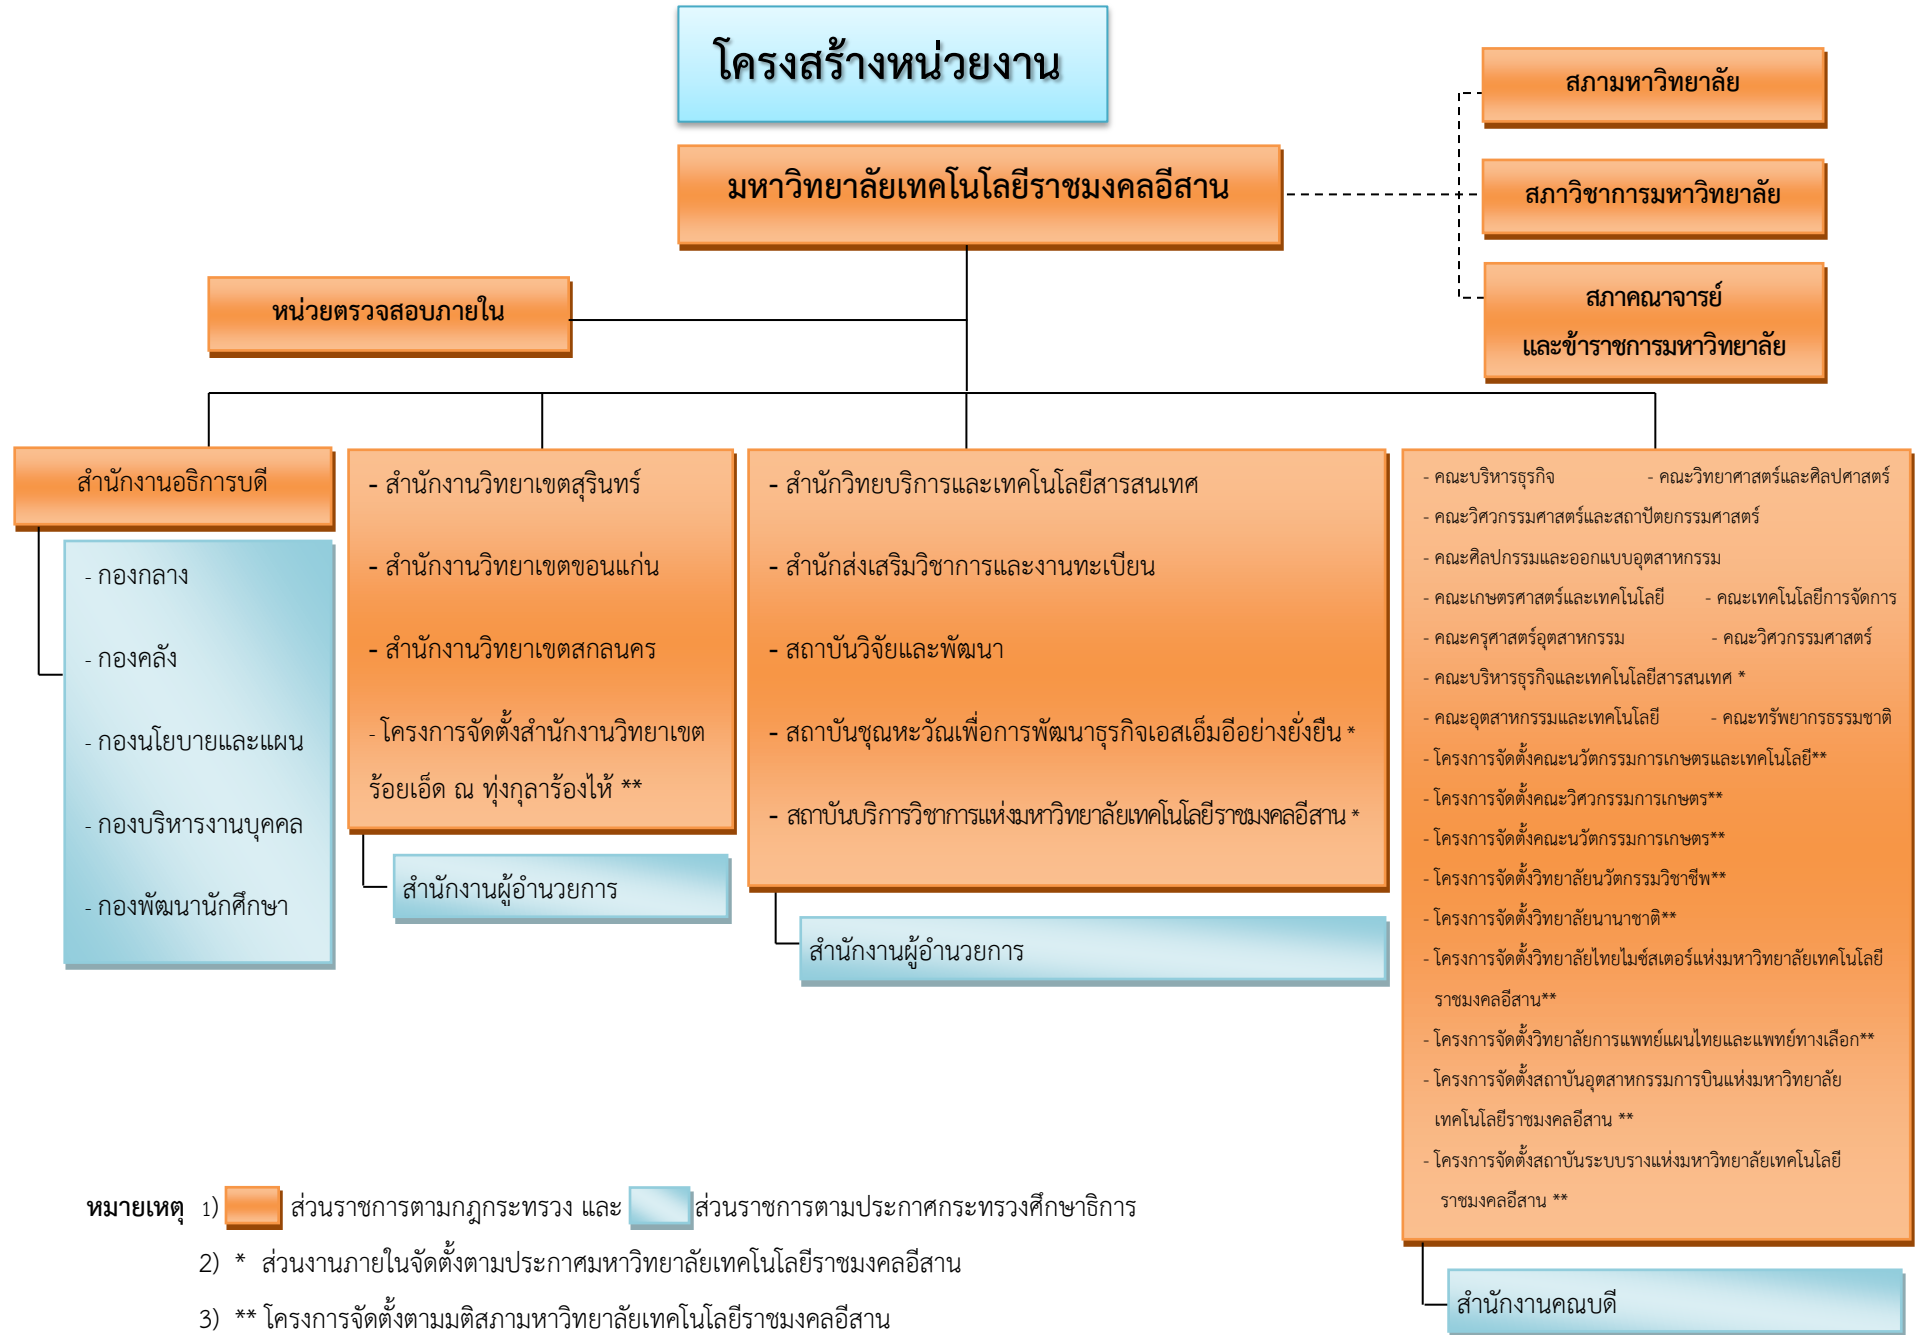 โครงสร้างหน่วยงาน
มหาวิทยาลัยเทคโนโลยีราชมงคลอีสาน
สภามหาวิทยาลัย
สภาวิชาการมหาวิทยาลัย
สภาคณาจารย์
และข้าราชการมหาวิทยาลัย
หน่วยตรวจสอบภายใน
สำนักงานอธิการบดี
- กองกลาง
- กองคลัง
- กองนโยบายและแผน
- กองบริหารงานบุคคล
- กองพัฒนานักศึกษา
- สำนักงานวิทยาเขตสุรินทร์
- สำนักงานวิทยาเขตขอนแก่น
- สำนักงานวิทยาเขตสกลนคร
- โครงการจัดตั้งสำนักงานวิทยาเขต
ร้อยเอ็ด ณ ทุ่งกุลาร้องไห้ **
สำนักงานผู้อำนวยการ
- สำนักวิทยบริการและเทคโนโลยีสารสนเทศ
- สำนักส่งเสริมวิชาการและงานทะเบียน
- สถาบันวิจัยและพัฒนา
- สถาบันชุณหะวัณเพื่อการพัฒนาธุรกิจเอสเอ็มอีอย่างยั่งยืน *
- สถาบันบริการวิชาการแห่งมหาวิทยาลัยเทคโนโลยีราชมงคลอีสาน *
สำนักงานผู้อำนวยการ
- คณะบริหารธุรกิจ - คณะวิทยาศาสตร์และศิลปศาสตร์
- คณะวิศวกรรมศาสตร์และสถาปัตยกรรมศาสตร์
- คณะศิลปกรรมและออกแบบอุตสาหกรรม
- คณะเกษตรศาสตร์และเทคโนโลยี - คณะเทคโนโลยีการจัดการ
- คณะครุศาสตร์อุตสาหกรรม - คณะวิศวกรรมศาสตร์
- คณะบริหารธุรกิจและเทคโนโลยีสารสนเทศ *
- คณะอุตสาหกรรมและเทคโนโลยี - คณะทรัพยากรธรรมชาติ
- โครงการจัดตั้งคณะนวัตกรรมการเกษตรและเทคโนโลยี**
- โครงการจัดตั้งคณะวิศวกรรมการเกษตร**
- โครงการจัดตั้งคณะนวัตกรรมการเกษตร**
- โครงการจัดตั้งวิทยาลัยนวัตกรรมวิชาชีพ**
- โครงการจัดตั้งวิทยาลัยนานาชาติ**
- โครงการจัดตั้งวิทยาลัยไทยไมซ์สเตอร์แห่งมหาวิทยาลัยเทคโนโลยี
ราชมงคลอีสาน**
- โครงการจัดตั้งวิทยาลัยการแพทย์แผนไทยและแพทย์ทางเลือก**
- โครงการจัดตั้งสถาบันอุตสาหกรรมการบินแห่งมหาวิทยาลัย
เทคโนโลยีราชมงคลอีสาน **
- โครงการจัดตั้งสถาบันระบบรางแห่งมหาวิทยาลัยเทคโนโลยี
ราชมงคลอีสาน **
สำนักงานคณบดี
หมายเหตุ 1) ส่วนราชการตามกฎกระทรวง และ ส่วนราชการตามประกาศกระทรวงศึกษาธิการ
2) * ส่วนงานภายในจัดตั้งตามประกาศมหาวิทยาลัยเทคโนโลยีราชมงคลอีสาน
3) ** โครงการจัดตั้งตามมติสภามหาวิทยาลัยเทคโนโลยีราชมงคลอีสาน